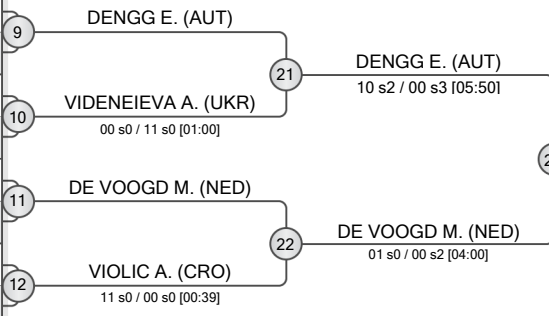 DENGG E. (AUT)
9
21
DENGG E. (AUT)
10 s2 / 00 s3 [05:50]
VIDENEIEVA A. (UKR)
10
00 s0 / 11 s0 [01:00]
DE VOOGD M. (NED)
11
22
DE VOOGD M. (NED)
01 s0 / 00 s2 [04:00]
VIOLIC A. (CRO)
12
11 s0 / 00 s0 [00:39]